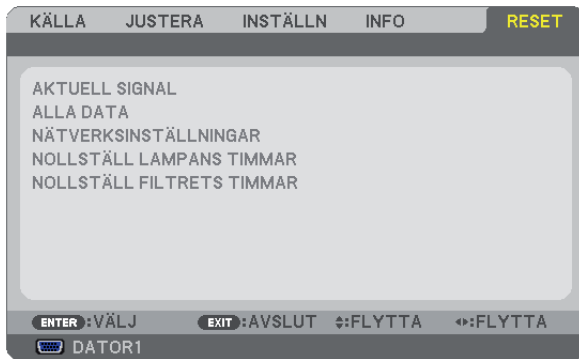 KÄLLA JUSTERA INSTÄLLN INFO RESET
AKTUELL SIGNAL
ALLA DATA
NÄTVERKSINSTÄLLNINGAR
NOLLSTÄLL LAMPANS TIMMAR
NOLLSTÄLL FILTRETS TIMMAR
ENTER :VÄLJ EXIT :AVSLUT :FLYTTA :FLYTTA
DATOR1